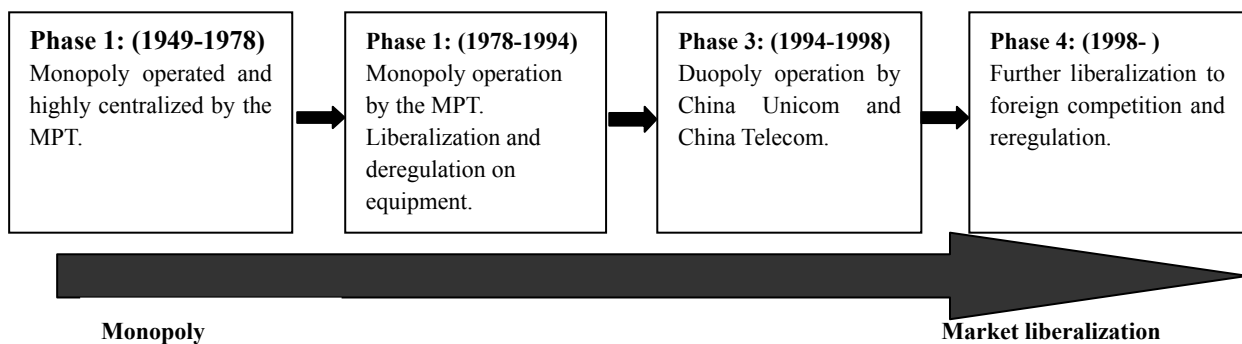 Phase 1: (1949-1978)
Monopoly operated and
highly centralized by the
MPT.
Phase 1: (1978-1994)
Monopoly operation
by the MPT.
Liberalization and
deregulation on
equipment.
Phase 3: (1994-1998)
Duopoly operation by
China Unicom and
China Telecom.
Phase 4: (1998- )
Further liberalization to
foreign competition and
reregulation.
Monopoly
Market liberalization